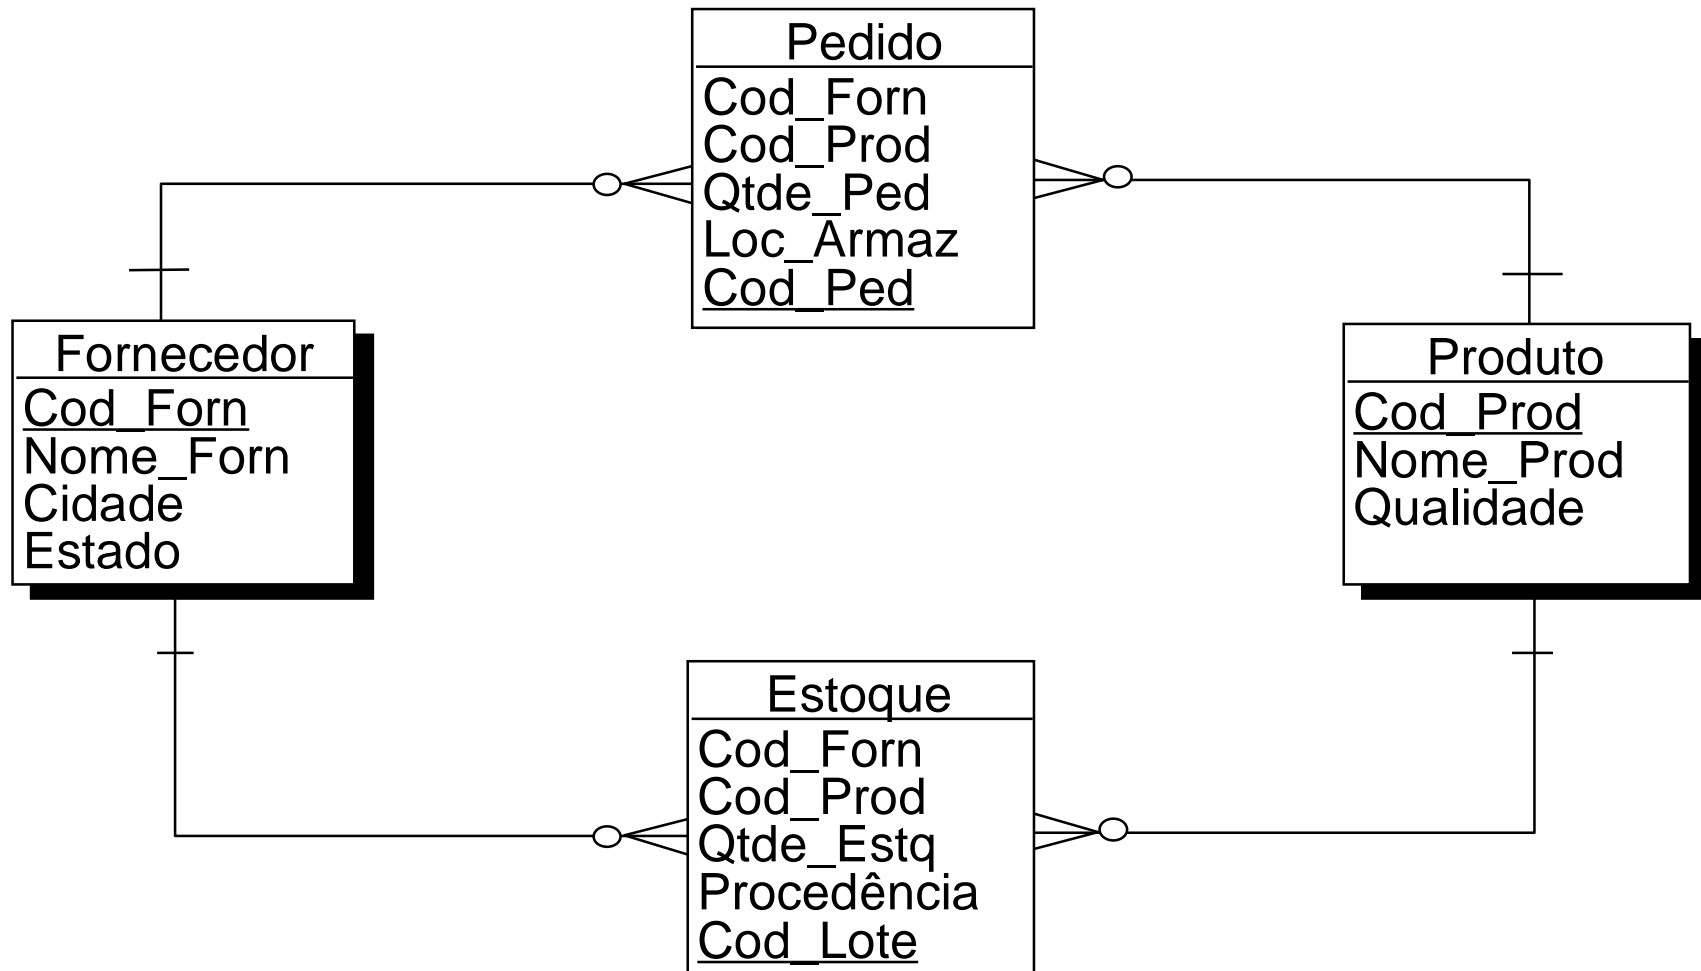 Pedido
Cod_Forn
Cod_Prod
Qtde_Ped
Loc_Armaz
Cod_Ped
Fornecedor
Cod_Forn
Nome_Forn
Cidade
Estado
Produto
Cod_Prod
Nome_Prod
Qualidade
Estoque
Cod_Forn
Cod_Prod
Qtde_Estq
Procedência
Cod_Lote